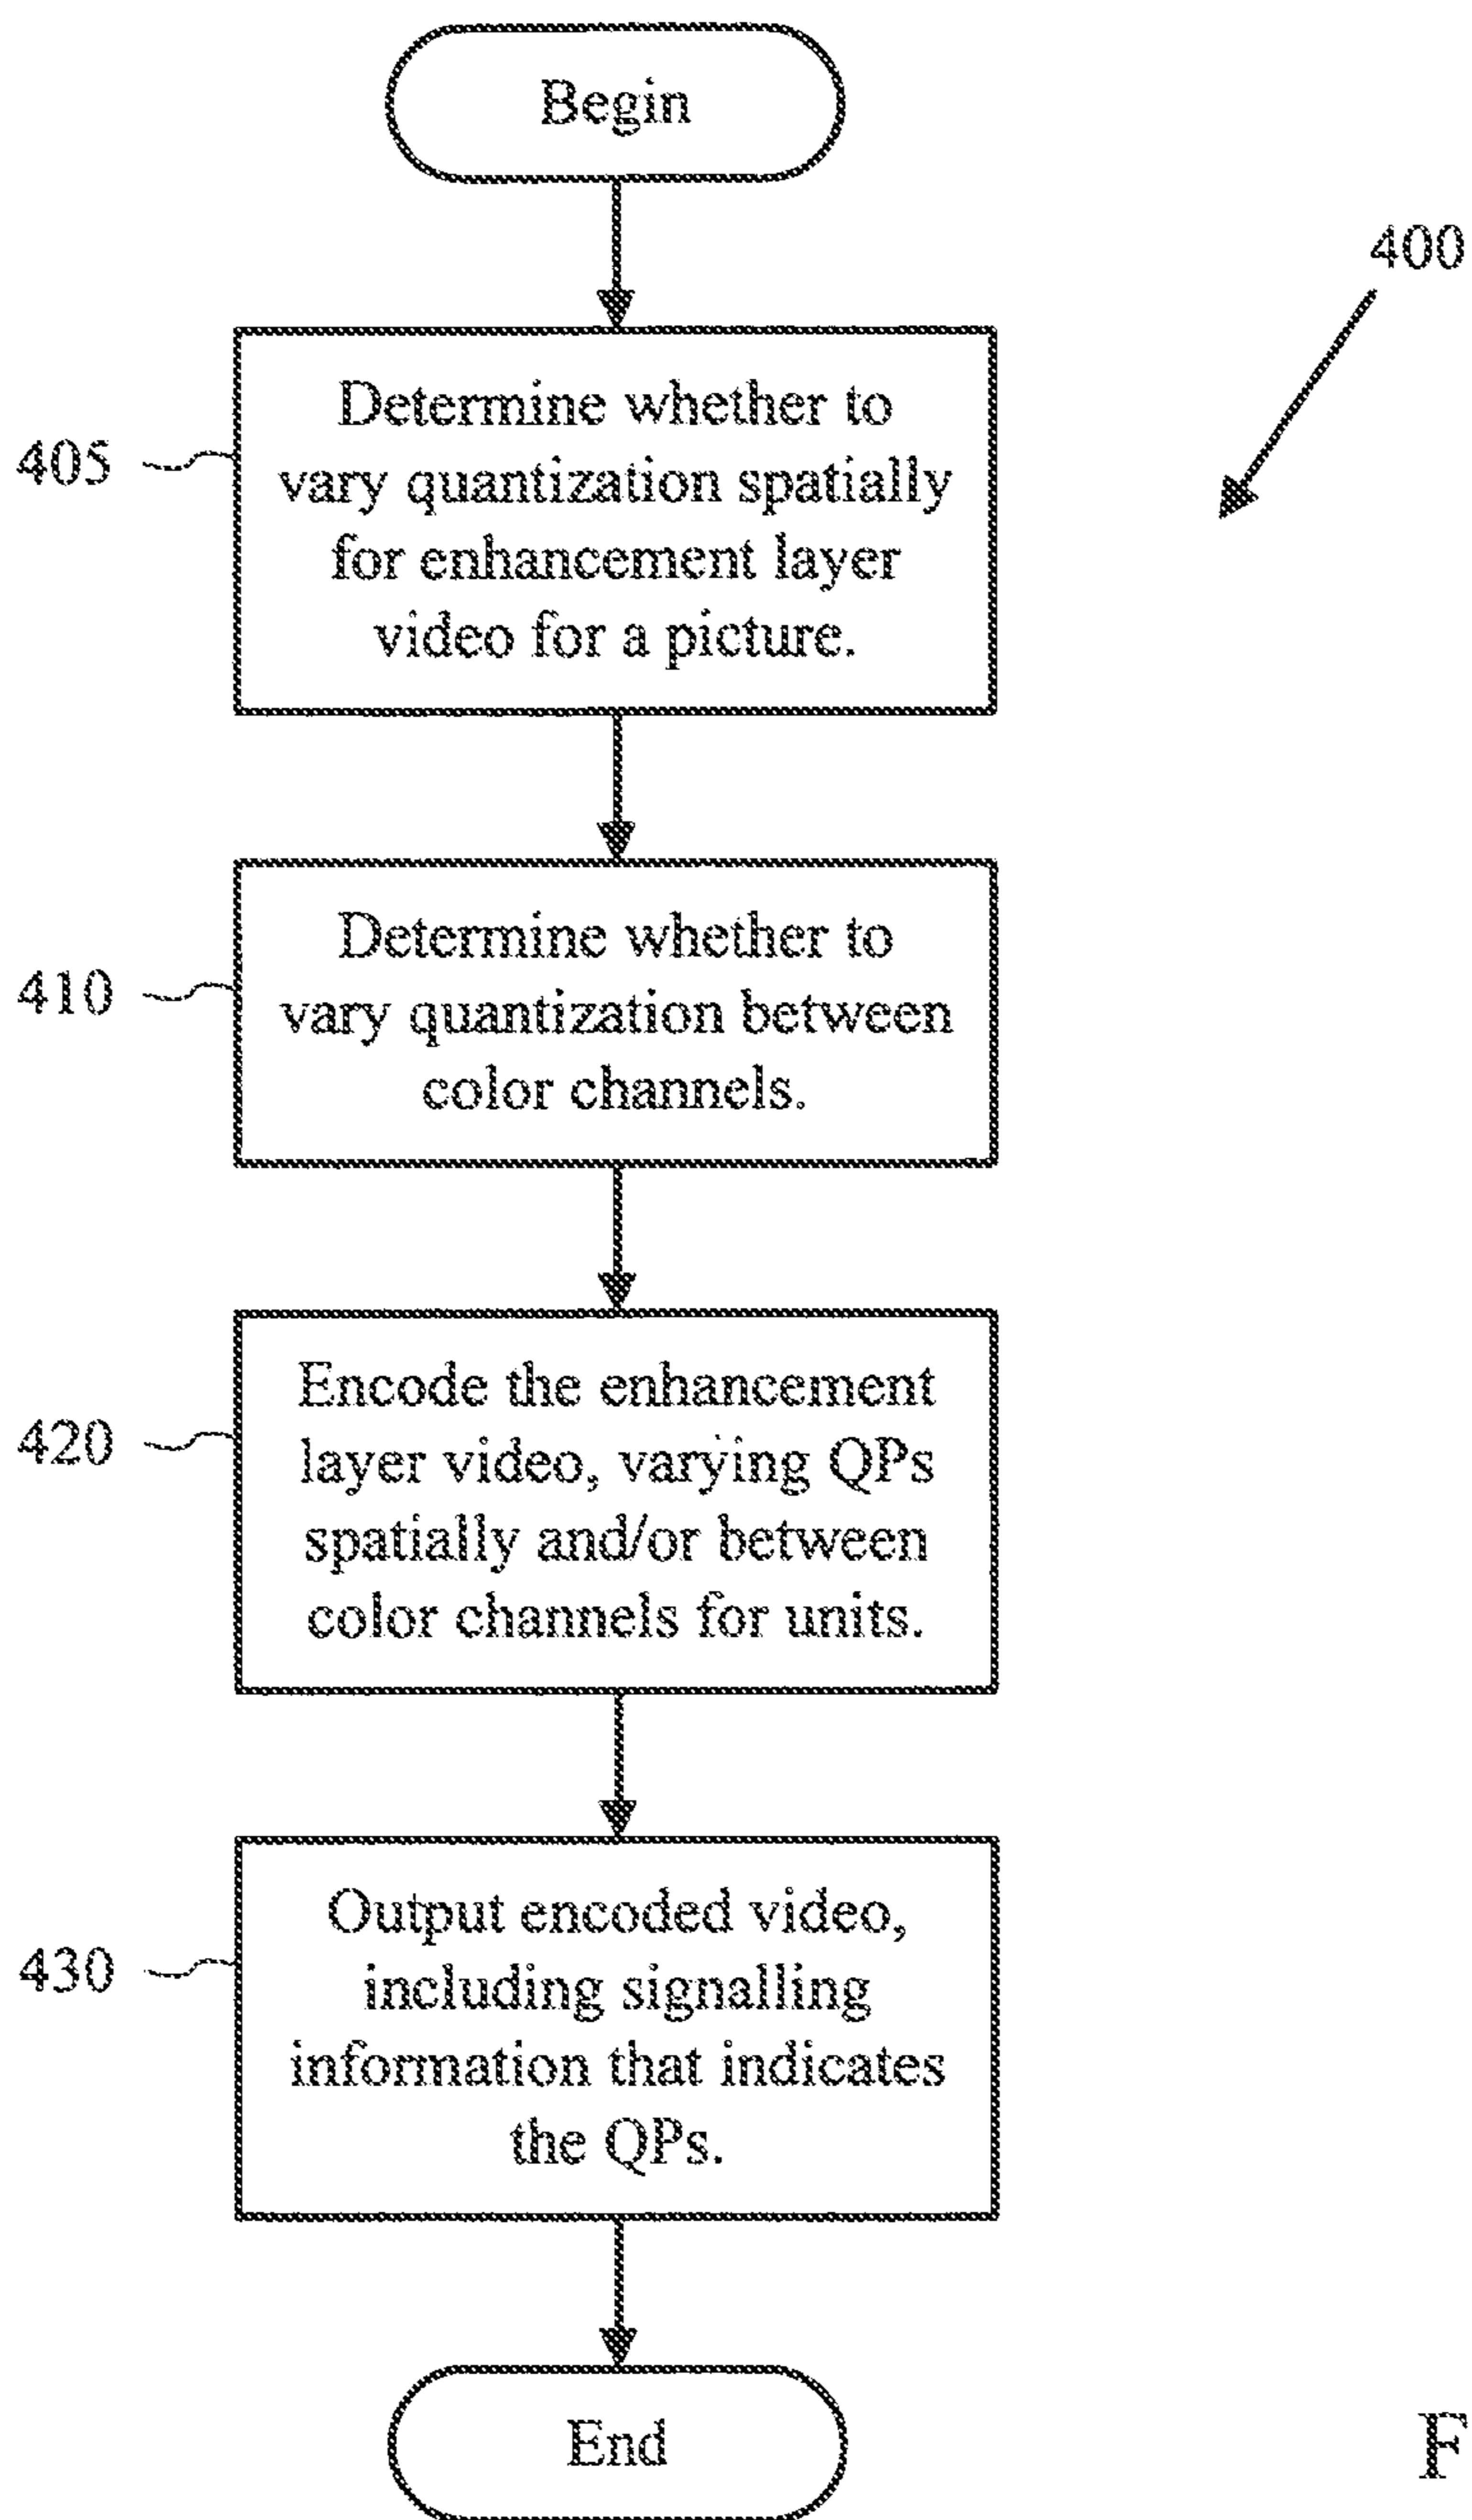 Begin
400
405
Determine whether to
vary quantization spatially
for enhancement layer
video for a picture.
410
Determine whether to
vary quantization between
color channels.
420
Encode the enhancement
layer video, varying QPs
spatially and/or between
color channels for units.
430
Output encoded video,
including signalling
information that indicates
the QPs.
End
F